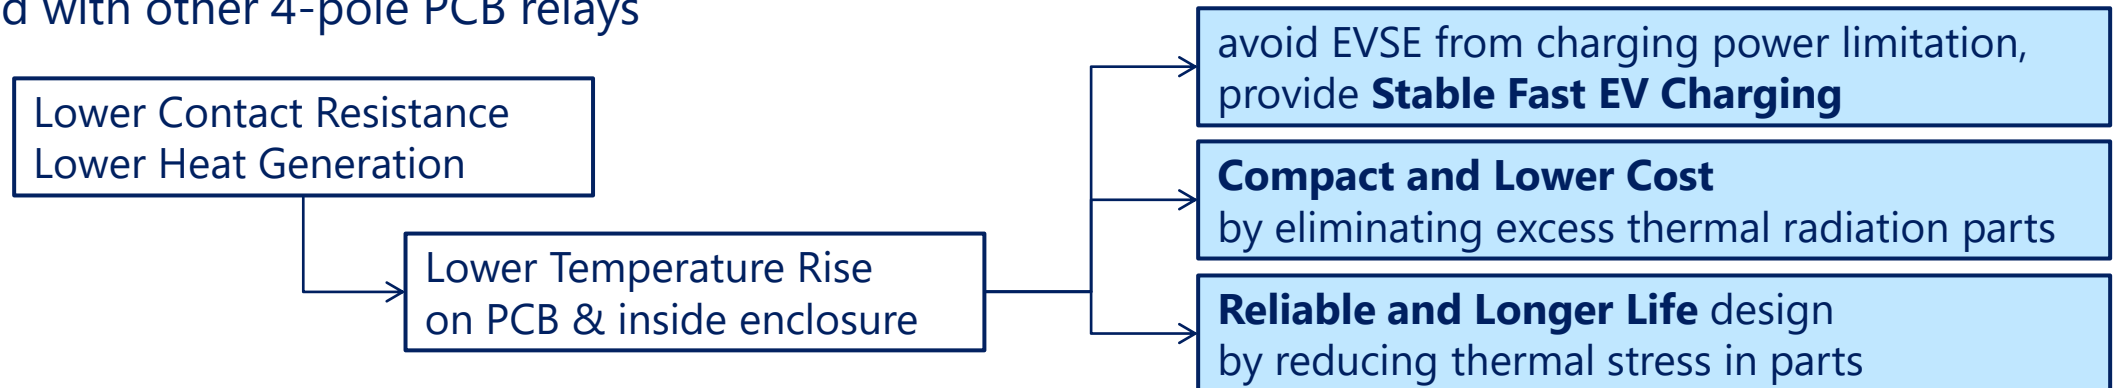 d with other 4-pole PCB relays
Lower Contact Resistance
Lower Heat Generation
Lower Temperature Rise
on PCB & inside enclosure
avoid EVSE from charging power limitation,
provide Stable Fast EV Charging
Compact and Lower Cost
by eliminating excess thermal radiation parts
Reliable and Longer Life design
by reducing thermal stress in parts